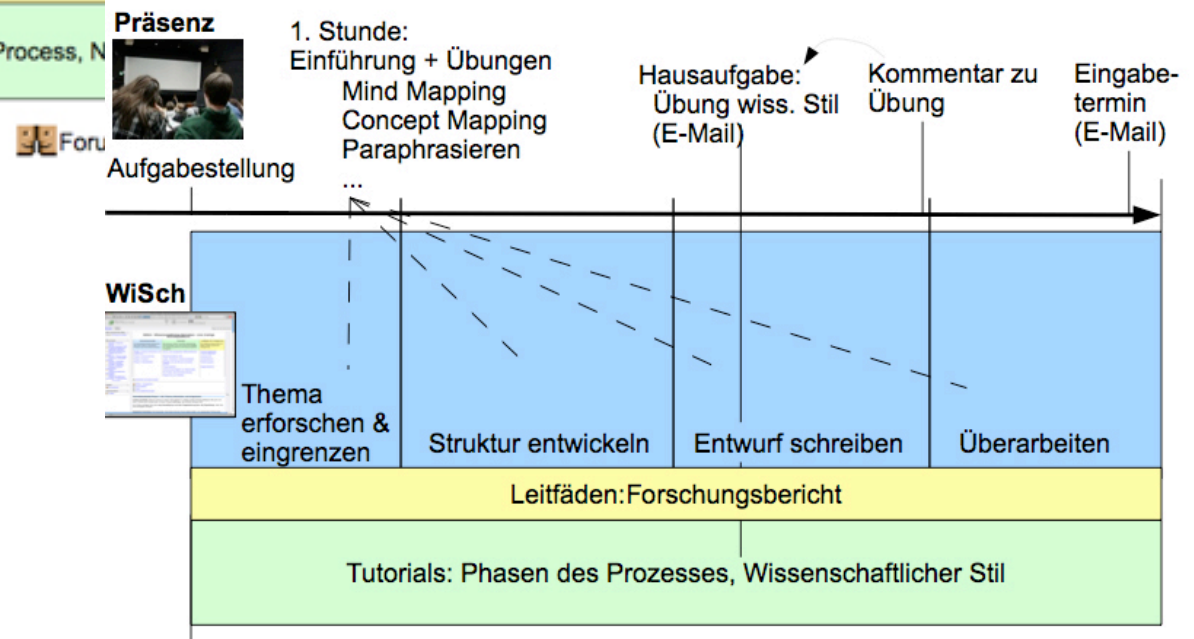 Präsenz
Process, N
Foru
Aufgabestellung
1. Stunde:
Einführung + Übungen
Mind Mapping
Concept Mapping
Paraphrasieren
...
Hausaufgabe:
Übung wiss. Stil
(E-Mail)
Kommentar zu
Übung
Eingabe-
termin
(E-Mail)
WiSch
Thema
erforschen &
eingrenzen
Struktur entwickeln
Entwurf schreiben
Überarbeiten
Leitfäden:Forschungsbericht
Tutorials: Phasen des Prozesses, Wissenschaftlicher Stil